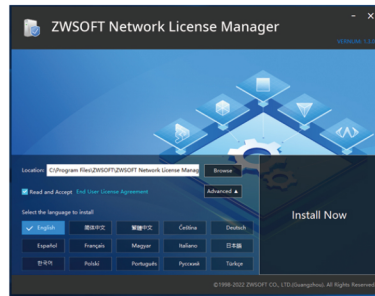 ZWSOFT Network License Manager
Location: C:\Program Files\ZWSOFT\ZWSOFT Network License Manag Browse
Read and Accept End User License Agreement Advanced ▲
Select the language to install
English 简体中文 繁體中文 Čeština Deutsch
Español Français Magyar Italiano 日本語
한국어 Polski Português Русский Türkçe
Install Now
©1998-2022 ZWSOFT CO., LTD.(Guangzhou). All Rights Reserved